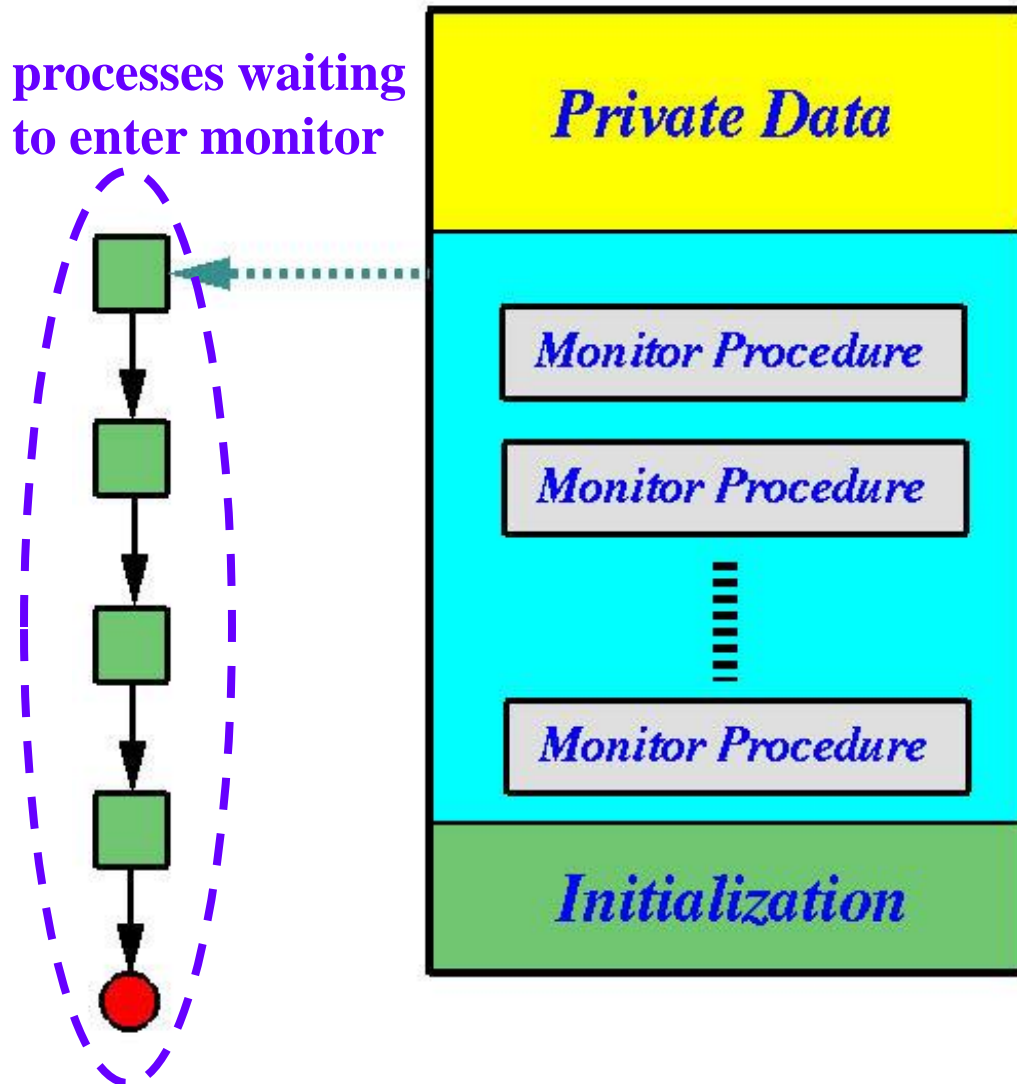 processes waiting
to enter monitor
Private Data
Monitor Procedure
Monitor Procedure
Monitor Procedure
Initialization